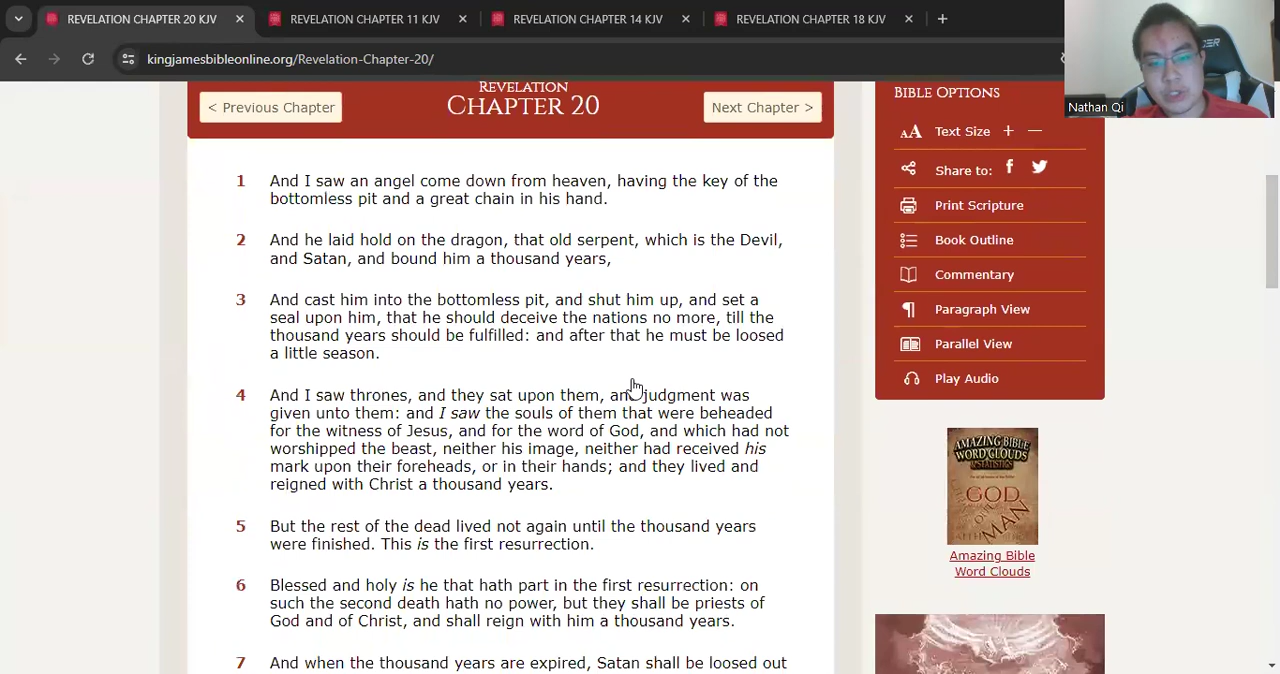 REVELATION CHAPTER 20 KJV
REVELATION CHAPTER 11 KJV
REVELATION CHAPTER 14 KJV
REVELATION CHAPTER 18 KJV
kingjamesbibleonline.org/Revelation-Chapter-20/
Nathan Qi
< Previous Chapter
REVELATION
CHAPTER 20
Next Chapter >
1 And I saw an angel come down from heaven, having the key of the
bottomless pit and a great chain in his hand.
2 And he laid hold on the dragon, that old serpent, which is the Devil,
and Satan, and bound him a thousand years,
3 And cast him into the bottomless pit, and shut him up, and set a
seal upon him, that he should deceive the nations no more, till the
thousand years should be fulfilled: and after that he must be loosed
a little season.
4 And I saw thrones, and they sat upon them, and judgment was
given unto them: and I saw the souls of them that were beheaded
for the witness of Jesus, and for the word of God, and which had not
worshipped the beast, neither his image, neither had received his
mark upon their foreheads, or in their hands; and they lived and
reigned with Christ a thousand years.
5 But the rest of the dead lived not again until the thousand years
were finished. This is the first resurrection.
6 Blessed and holy is he that hath part in the first resurrection: on
such the second death hath no power, but they shall be priests of
God and of Christ, and shall reign with him a thousand years.
7 And when the thousand years are expired, Satan shall be loosed out
BIBLE OPTIONS
AA Text Size + —
Share to:
Print Scripture
Book Outline
Commentary
Paragraph View
Parallel View
Play Audio
AMAZING BIBLE
WORD CLOUDS
& STATISTICS
GOD
MAN
Amazing Bible
Word Clouds